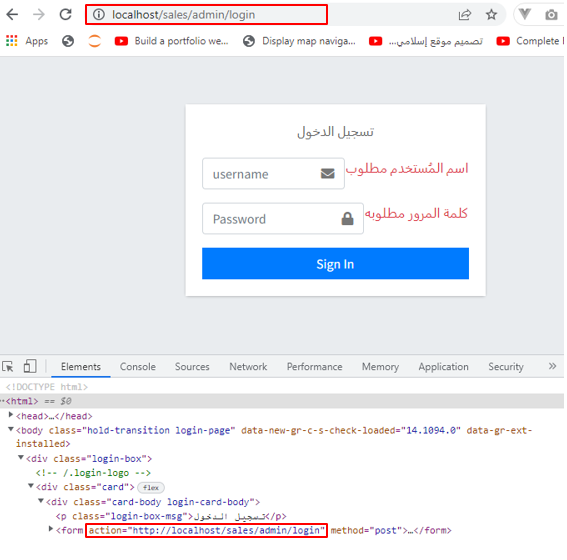 localhost/sales/admin/login
Apps
Build a portfolio we...
Display map naviga...
تصميم موقع إسلامي...
Complete
تسجيل الدخول
username
اسم المُستخدم مطلوب
Password
كلمة المرور مطلوبه
Sign In
Elements Console Sources Network Performance Memory Application Security »
<!DOCTYPE html>
<html> == $0
<head>…</head>
<body class="hold-transition login-page" data-new-gr-c-s-check-loaded="14.1094.0" data-gr-ext-
installed>
<div class="login-box">
<!-- /.login-logo -->
<div class="card"> flex
<div class="card-body login-card-body">
<p class="login-box-msg">تسجيل الدخول</p>
<form action="http://localhost/sales/admin/login" method="post">…</form>